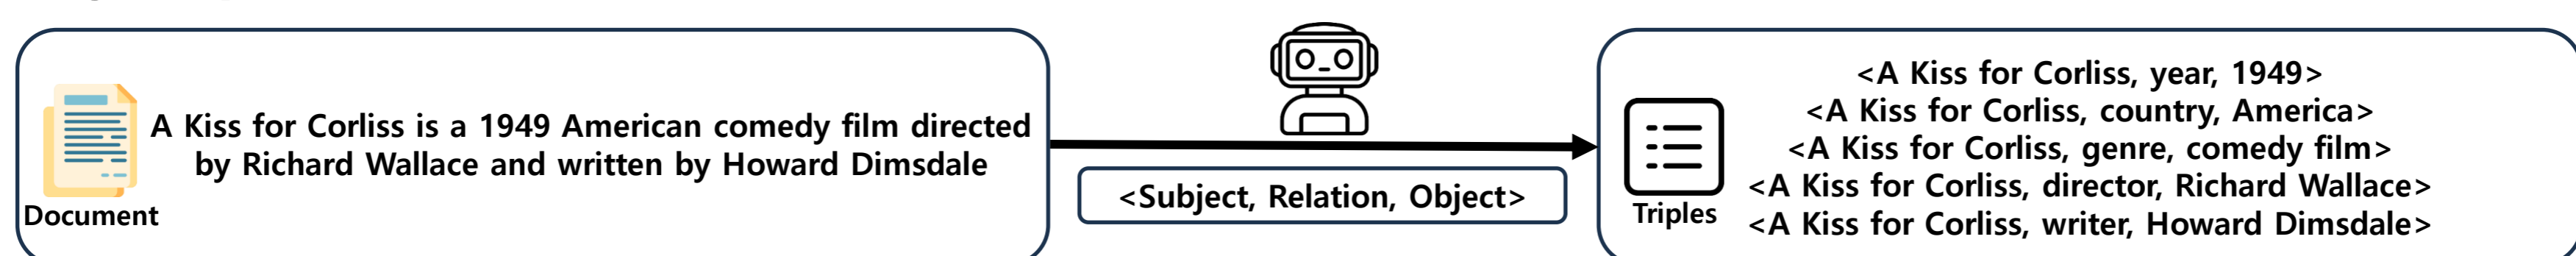 A Kiss for Corliss is a 1949 American comedy film directed
by Richard Wallace and written by Howard Dimsdale
Document
<Subject, Relation, Object>
<A Kiss for Corliss, year, 1949>
<A Kiss for Corliss, country, America>
<A Kiss for Corliss, genre, comedy film>
<A Kiss for Corliss, director, Richard Wallace>
<A Kiss for Corliss, writer, Howard Dimsdale>
Triples